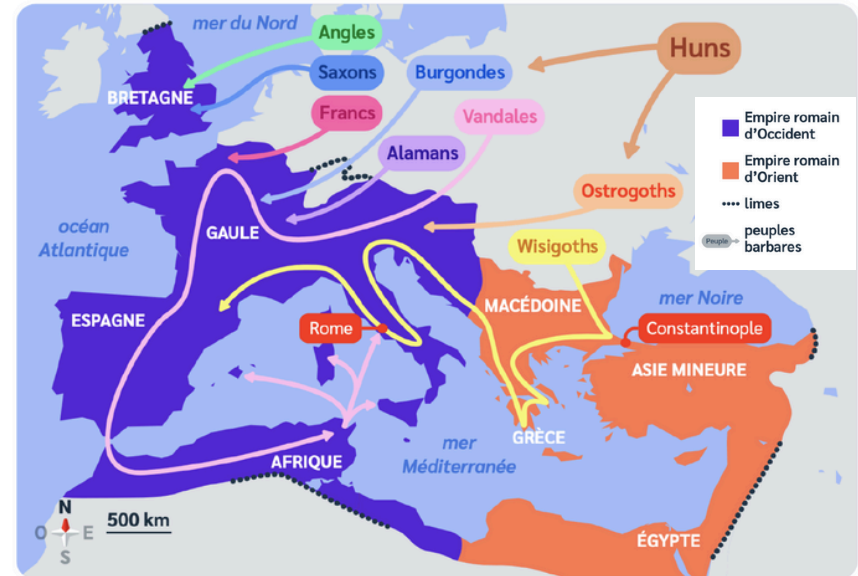 mer du Nord
Angles
Saxons
Burgondes
Huns
BRETAGNE
Francs
Vandales
Alamans
Empire romain
d'Occident
Empire romain
d'Orient
limes
Peuple
peuples
barbares
Ostrogoths
océan
Atlantique
GAULE
Wisigoths
MACÉDOINE
mer Noire
ESPAGNE
Rome
Constantinople
ASIE MINEURE
GRÈCE
mer
Méditerranée
AFRIQUE
N
O
E
S
500 km
ÉGYPTE